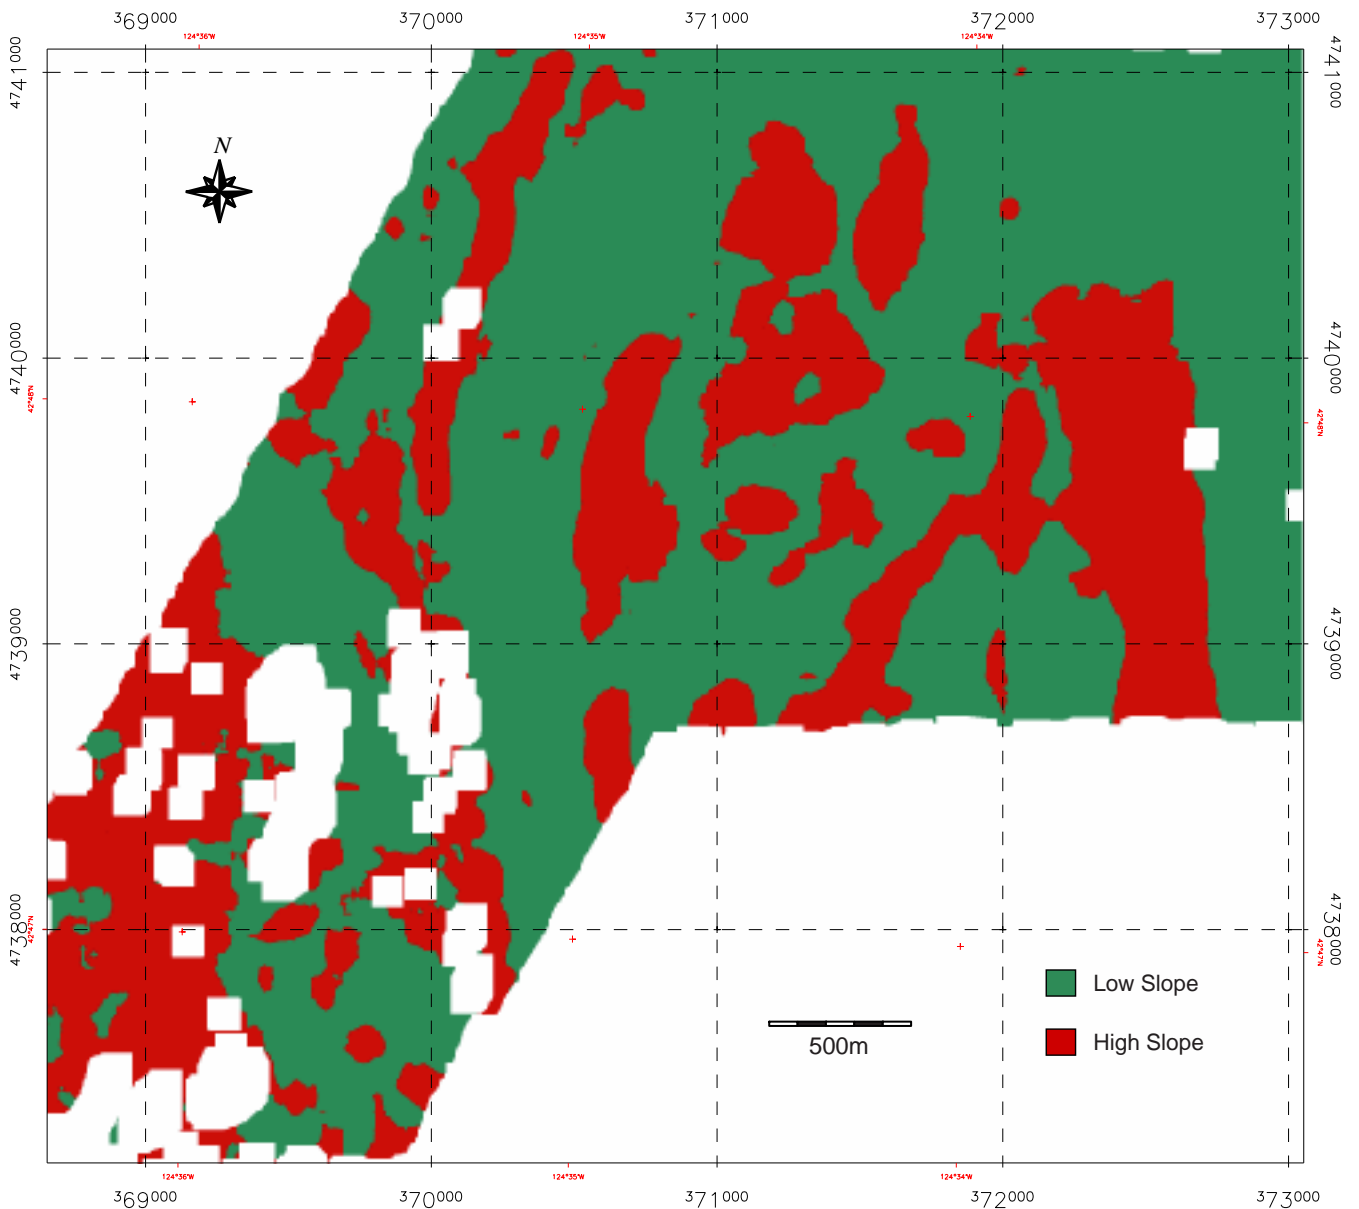 369000 370000 371000 372000 373000
124°36'W 124°35'W 124°34'W
4741000 4741000
N
4740000 4740000
42°48'N 42°48'N
4739000 4739000
4738000 4738000
42°47'N 42°47'N
Low Slope
500m
High Slope
124°36'W 124°35'W 124°34'W
369000 370000 371000 372000 373000